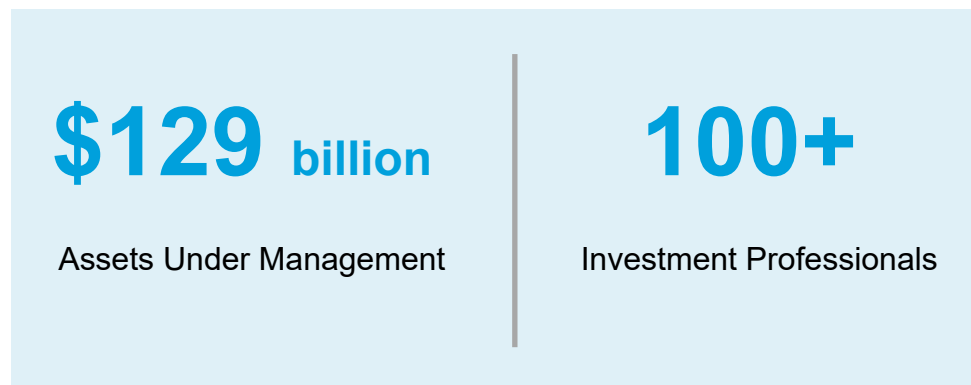 $129 billion
Assets Under Management
100+
Investment Professionals